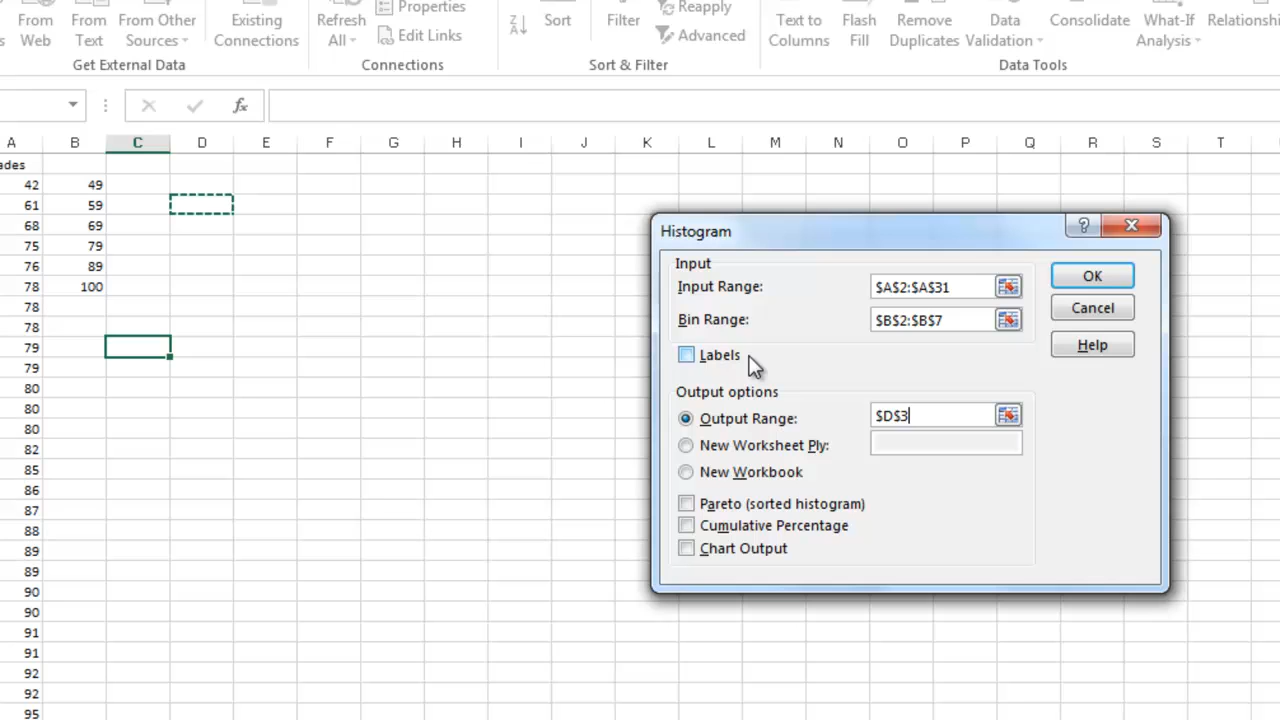 From Web
From Text
From Other Sources
Existing Connections
Get External Data
Refresh All
Properties
Edit Links
Connections
Sort
Filter
Reapply
Advanced
Sort & Filter
Text to Columns
Flash Fill
Remove Duplicates
Data Validation
Consolidate
What-If Analysis
Data Tools
fx
A B C D E F G H I J K L M N O P Q R S T
ades
42 49
61 59
68 69
75 79
76 89
78 100
78
78
79
79
80
80
80
82
85
86
87
88
89
89
90
90
91
91
92
92
95
Histogram
?
Input
Input Range: $A$2:$A$31
Bin Range: $B$2:$B$7
Labels
Output options
Output Range: $D$3
New Worksheet Ply:
New Workbook
Pareto (sorted histogram)
Cumulative Percentage
Chart Output
OK
Cancel
Help